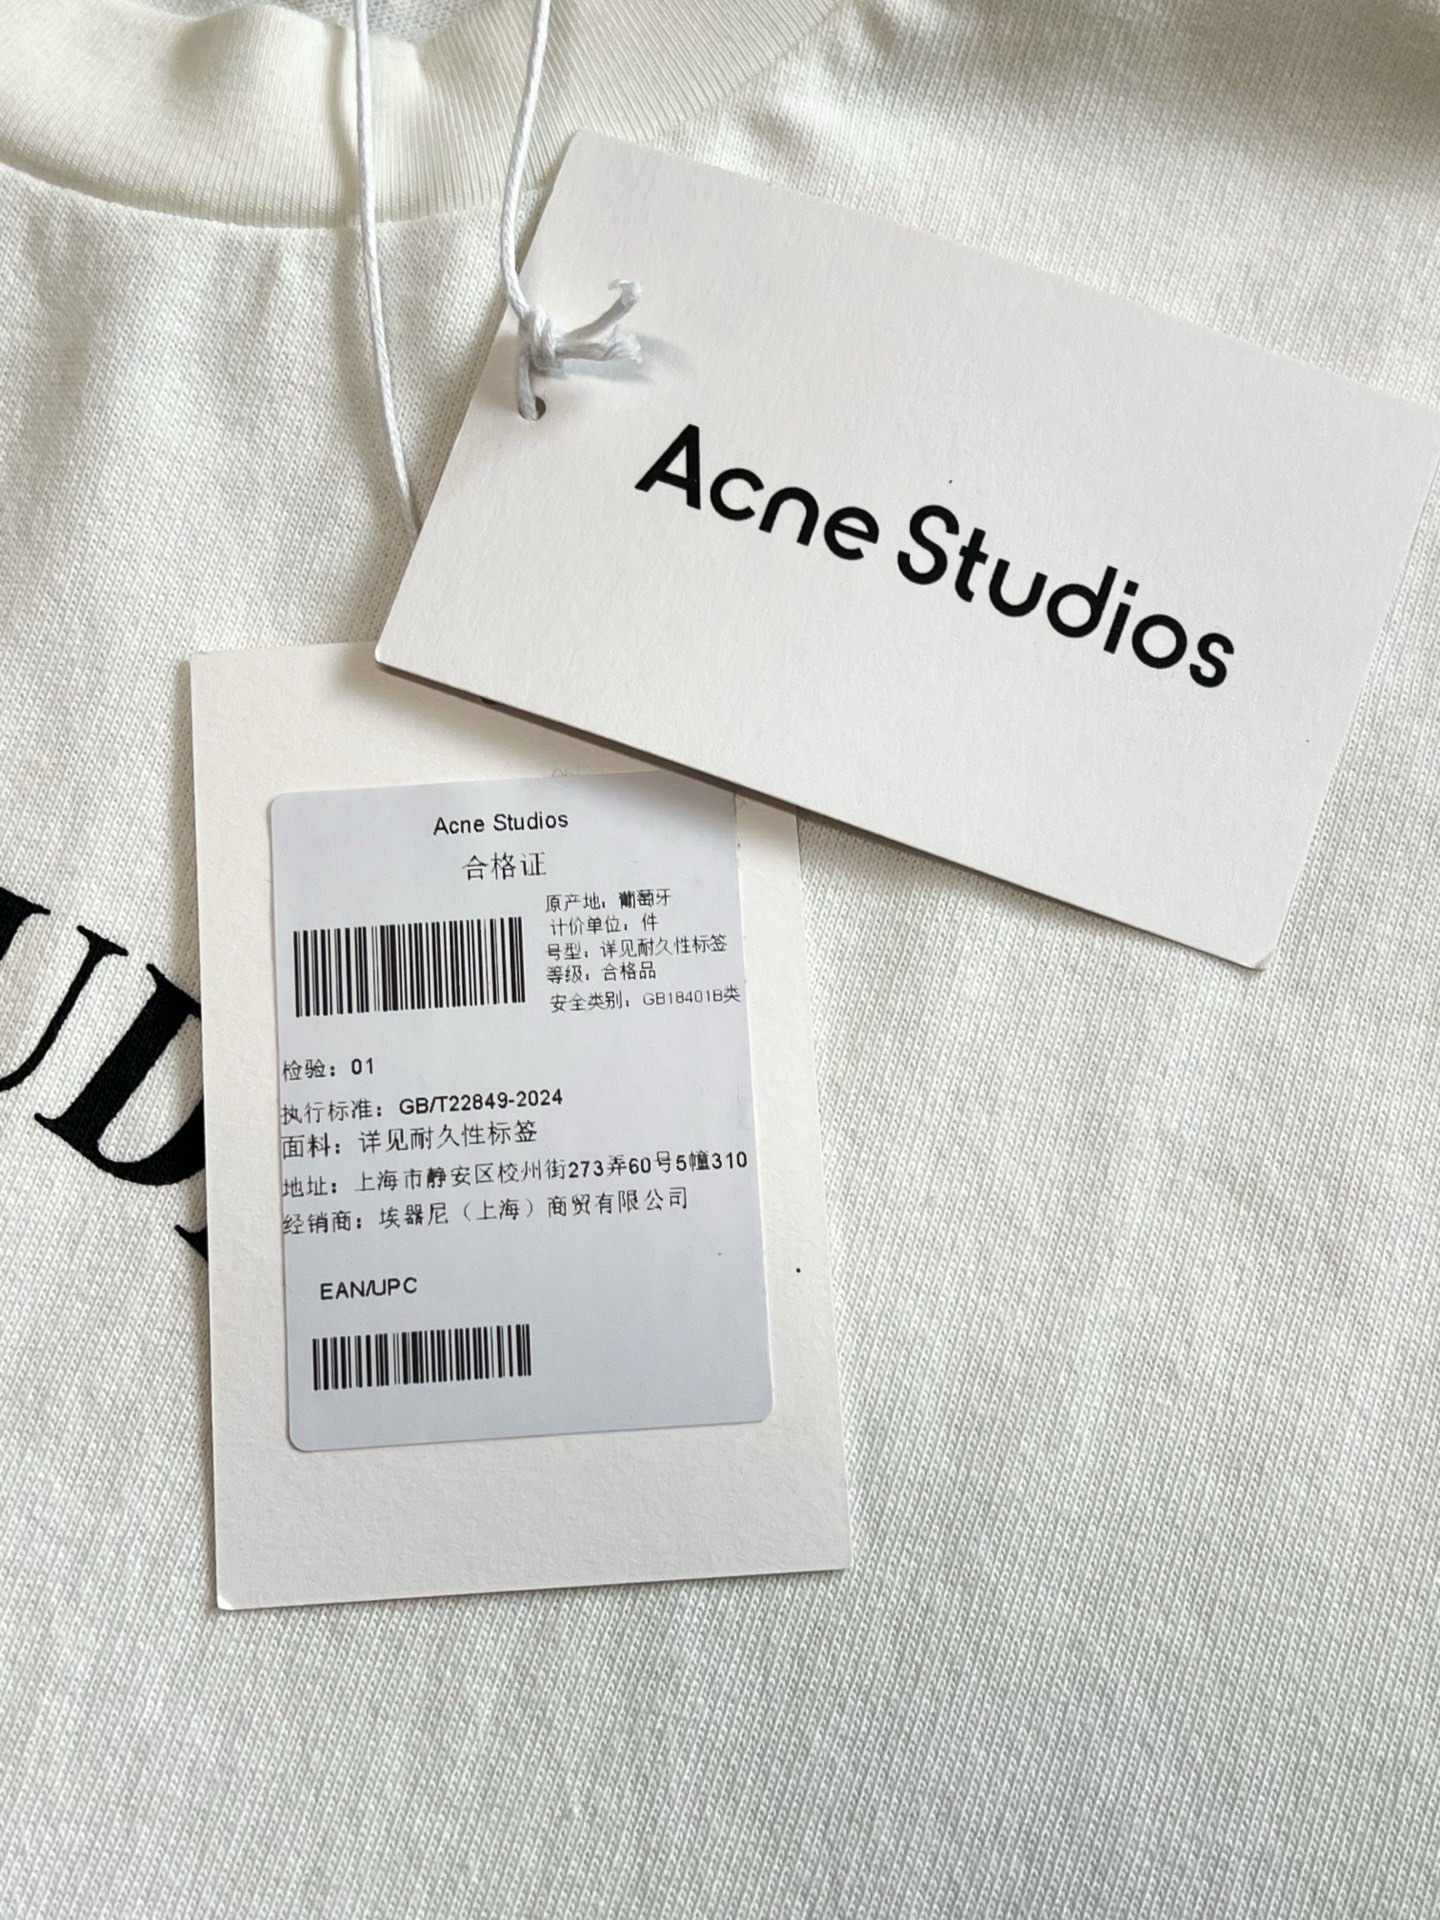 Acne Studios
Acne Studios
合格证
原产地：葡萄牙
计价单位：件
号型：详见耐久性标签
等级：合格品
安全类别：GB18401B类
检验：01
执行标准：GB/T22849-2024
面料：详见耐久性标签
地址：上海市静安区校州街273弄60号5幢310
经销商：埃器尼（上海）商贸有限公司
EAN/UPC
UD